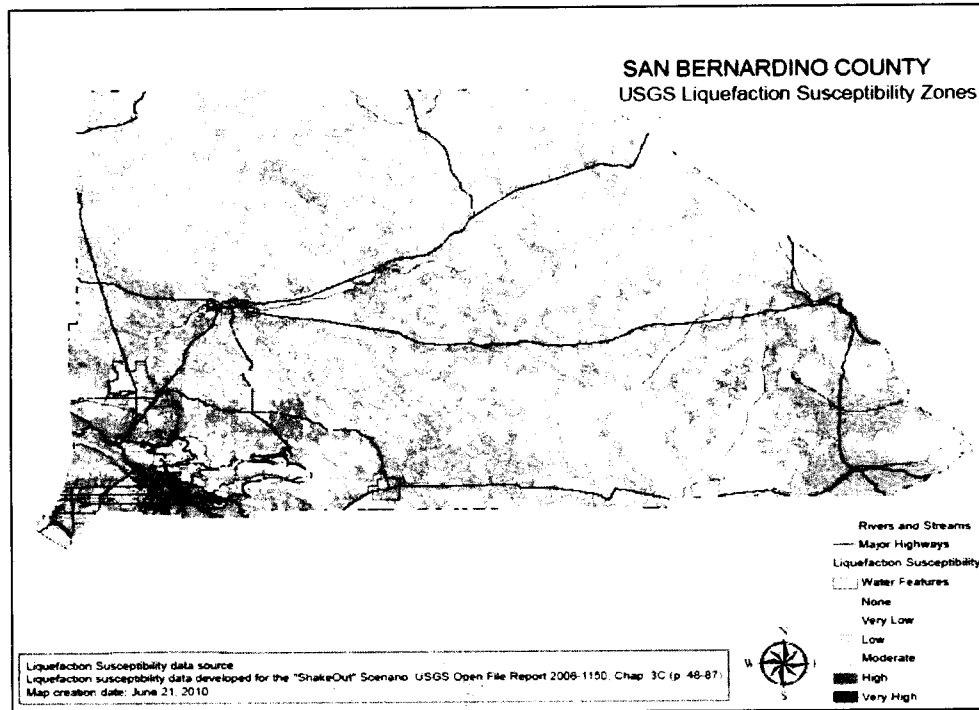 SAN BERNARDINO COUNTY
USGS Liquefaction Susceptibility Zones
Rivers and Streams
Major Highways
Liquefaction Susceptibility
Water Features
None
Very Low
Low
Moderate
High
Very High
N
W
S
Liquefaction Susceptibility data source
Liquefaction susceptibility data developed for the "ShakeOut" Scenario USGS Open File Report 2008-1150, Chap. 3C (p. 48-87)
Map creation date: June 21, 2010